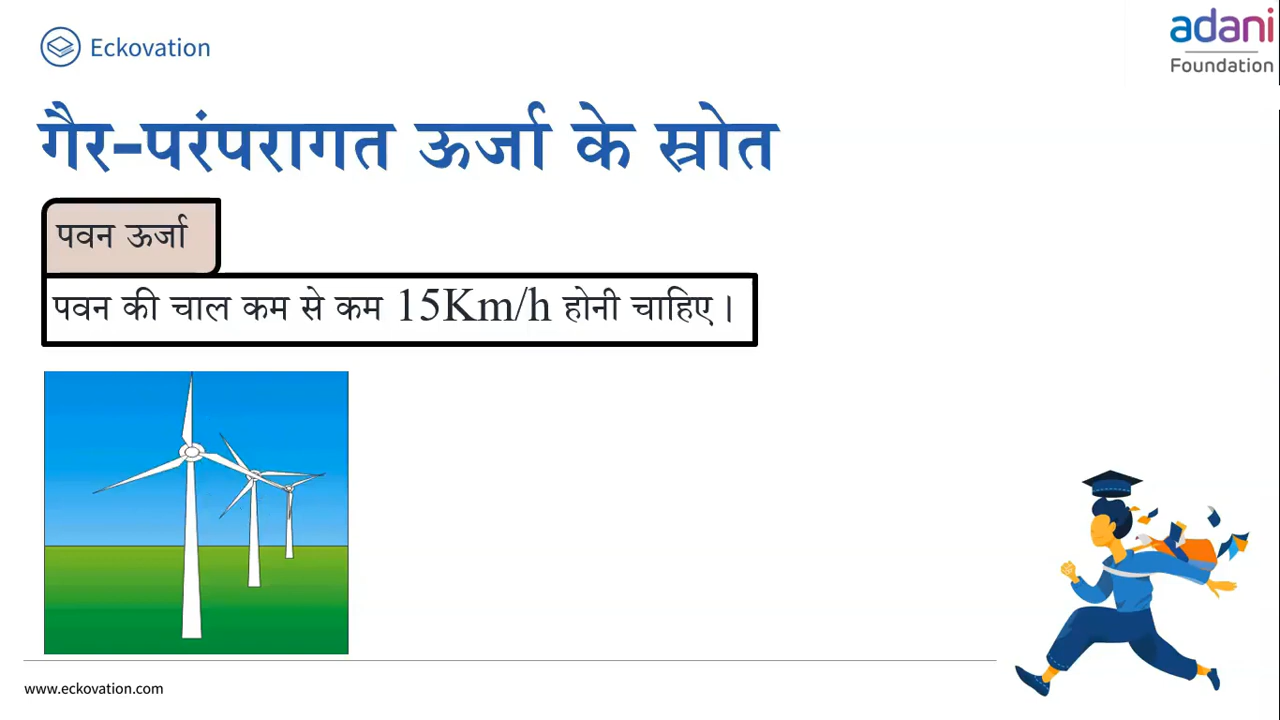 Eckovation
adani
Foundation
गैर-परंपरागत ऊर्जा के स्रोत
पवन ऊर्जा
पवन की चाल कम से कम 15Km/h होनी चाहिए।
www.eckovation.com